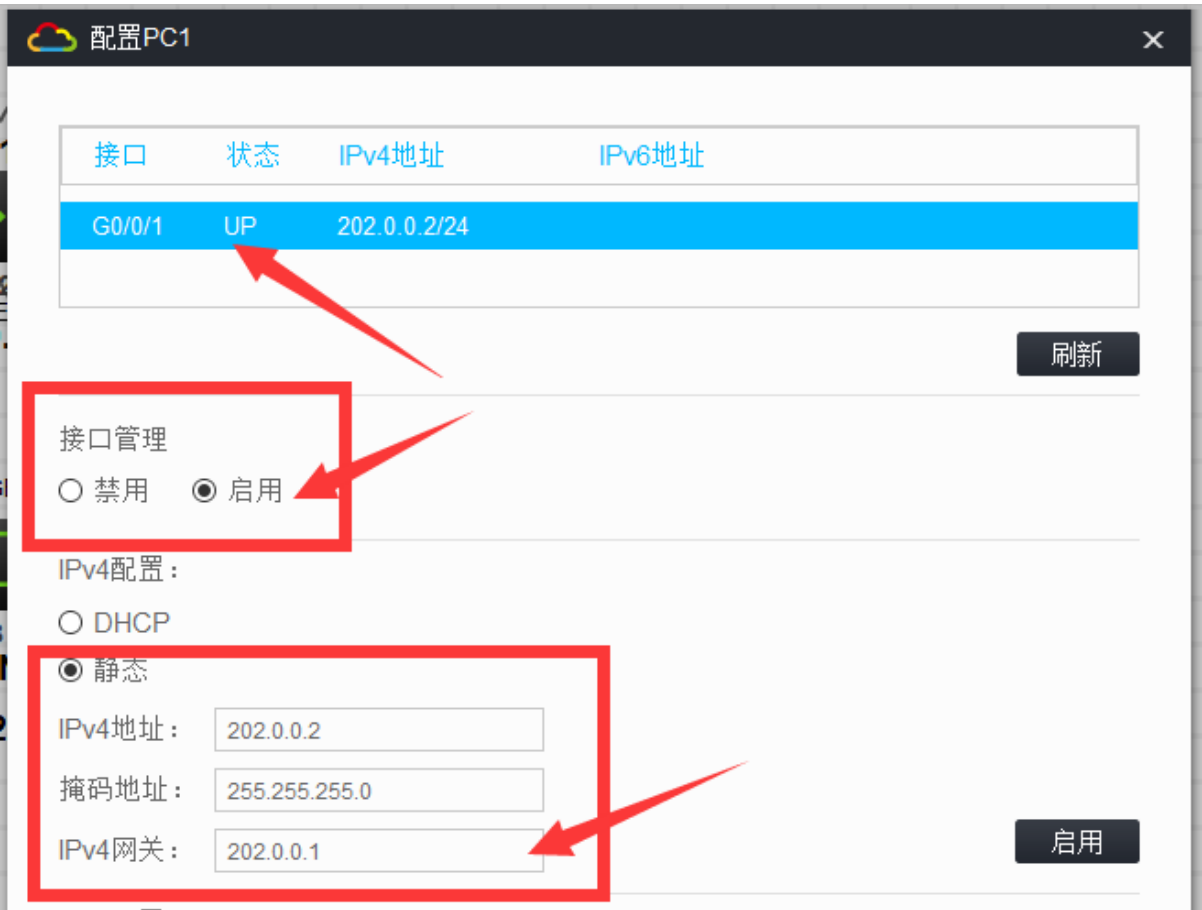 配置PC1
接口 状态 IPv4地址 IPv6地址
G0/0/1 UP 202.0.0.2/24
刷新
接口管理
禁用 启用
IPv4配置：
DHCP
静态
IPv4地址： 202.0.0.2
掩码地址： 255.255.255.0
IPv4网关： 202.0.0.1
启用